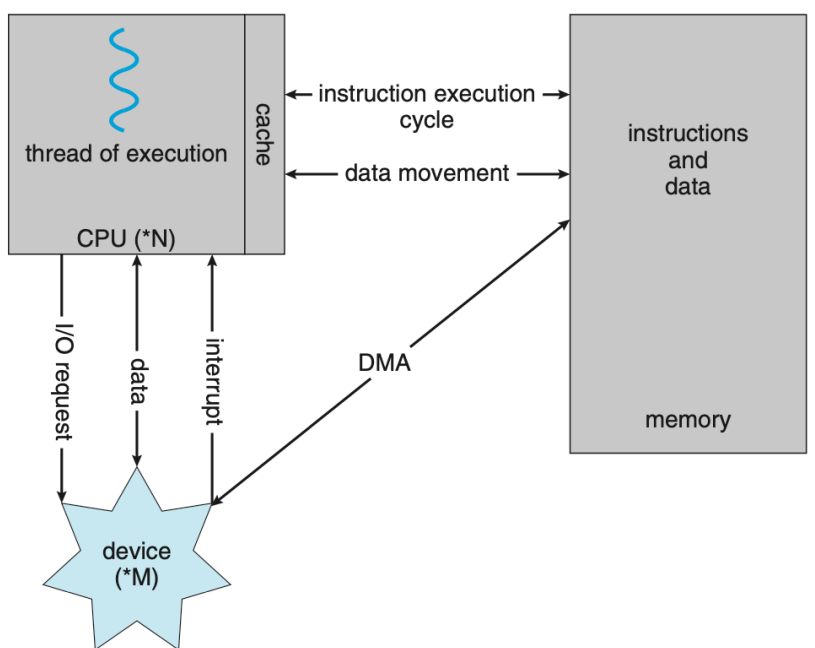 thread of execution
cache
CPU (*N)
instruction execution
cycle
data movement
instructions
and
data
I/O request
data
interrupt
DMA
memory
device
(*M)